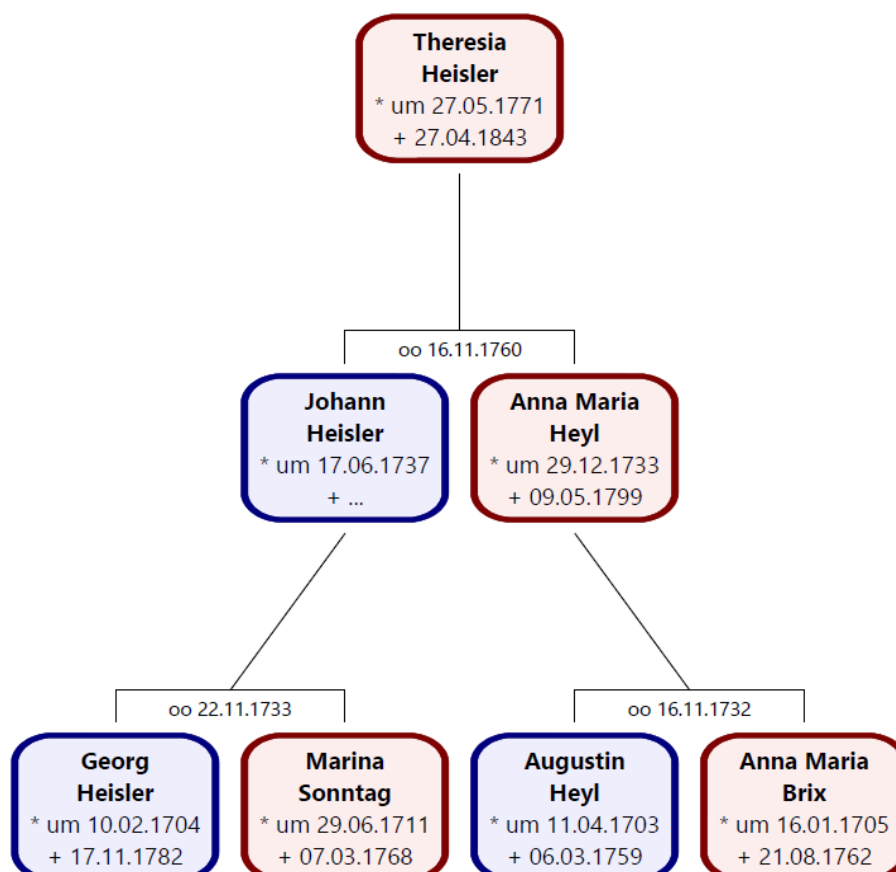 Theresia
Heisler
* um 27.05.1771
+ 27.04.1843
oo 16.11.1760
Johann
Heisler
* um 17.06.1737
+ ...
Anna Maria
Heyl
* um 29.12.1733
+ 09.05.1799
oo 22.11.1733
oo 16.11.1732
Georg
Heisler
* um 10.02.1704
+ 17.11.1782
Marina
Sonntag
* um 29.06.1711
+ 07.03.1768
Augustin
Heyl
* um 11.04.1703
+ 06.03.1759
Anna Maria
Brix
* um 16.01.1705
+ 21.08.1762